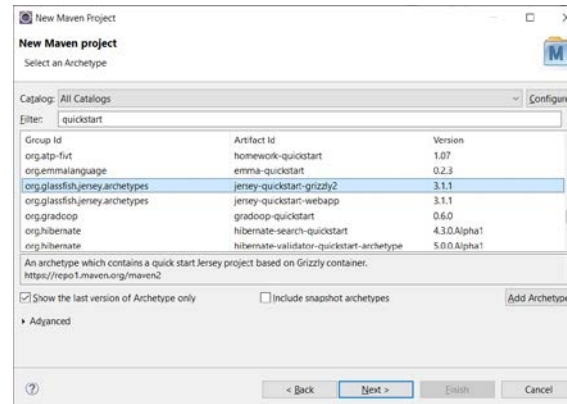 New Maven Project
New Maven project
Select an Archetype
M
Catalog: All Catalogs Configure
Filter: quickstart
Group Id Artifact Id Version
org.atp-fivt homework-quickstart 1.07
org.emmalanguage emma-quickstart 0.2.3
org.glassfish.jersey.archetypes jersey-quickstart-grizzly2 3.1.1
org.glassfish.jersey.archetypes jersey-quickstart-webapp 3.1.1
org.gradoop gradoop-quickstart 0.6.0
org.hibernate hibernate-search-quickstart 4.3.0.Alpha1
org.hibernate hibernate-validator-quickstart-archetype 5.0.0.Alpha1
An archetype which contains a quick start Jersey project based on Grizzly container.
https://repo1.maven.org/maven2
Show the last version of Archetype only Include snapshot archetypes Add Archetype
Advanced
? < Back Next > Finish Cancel